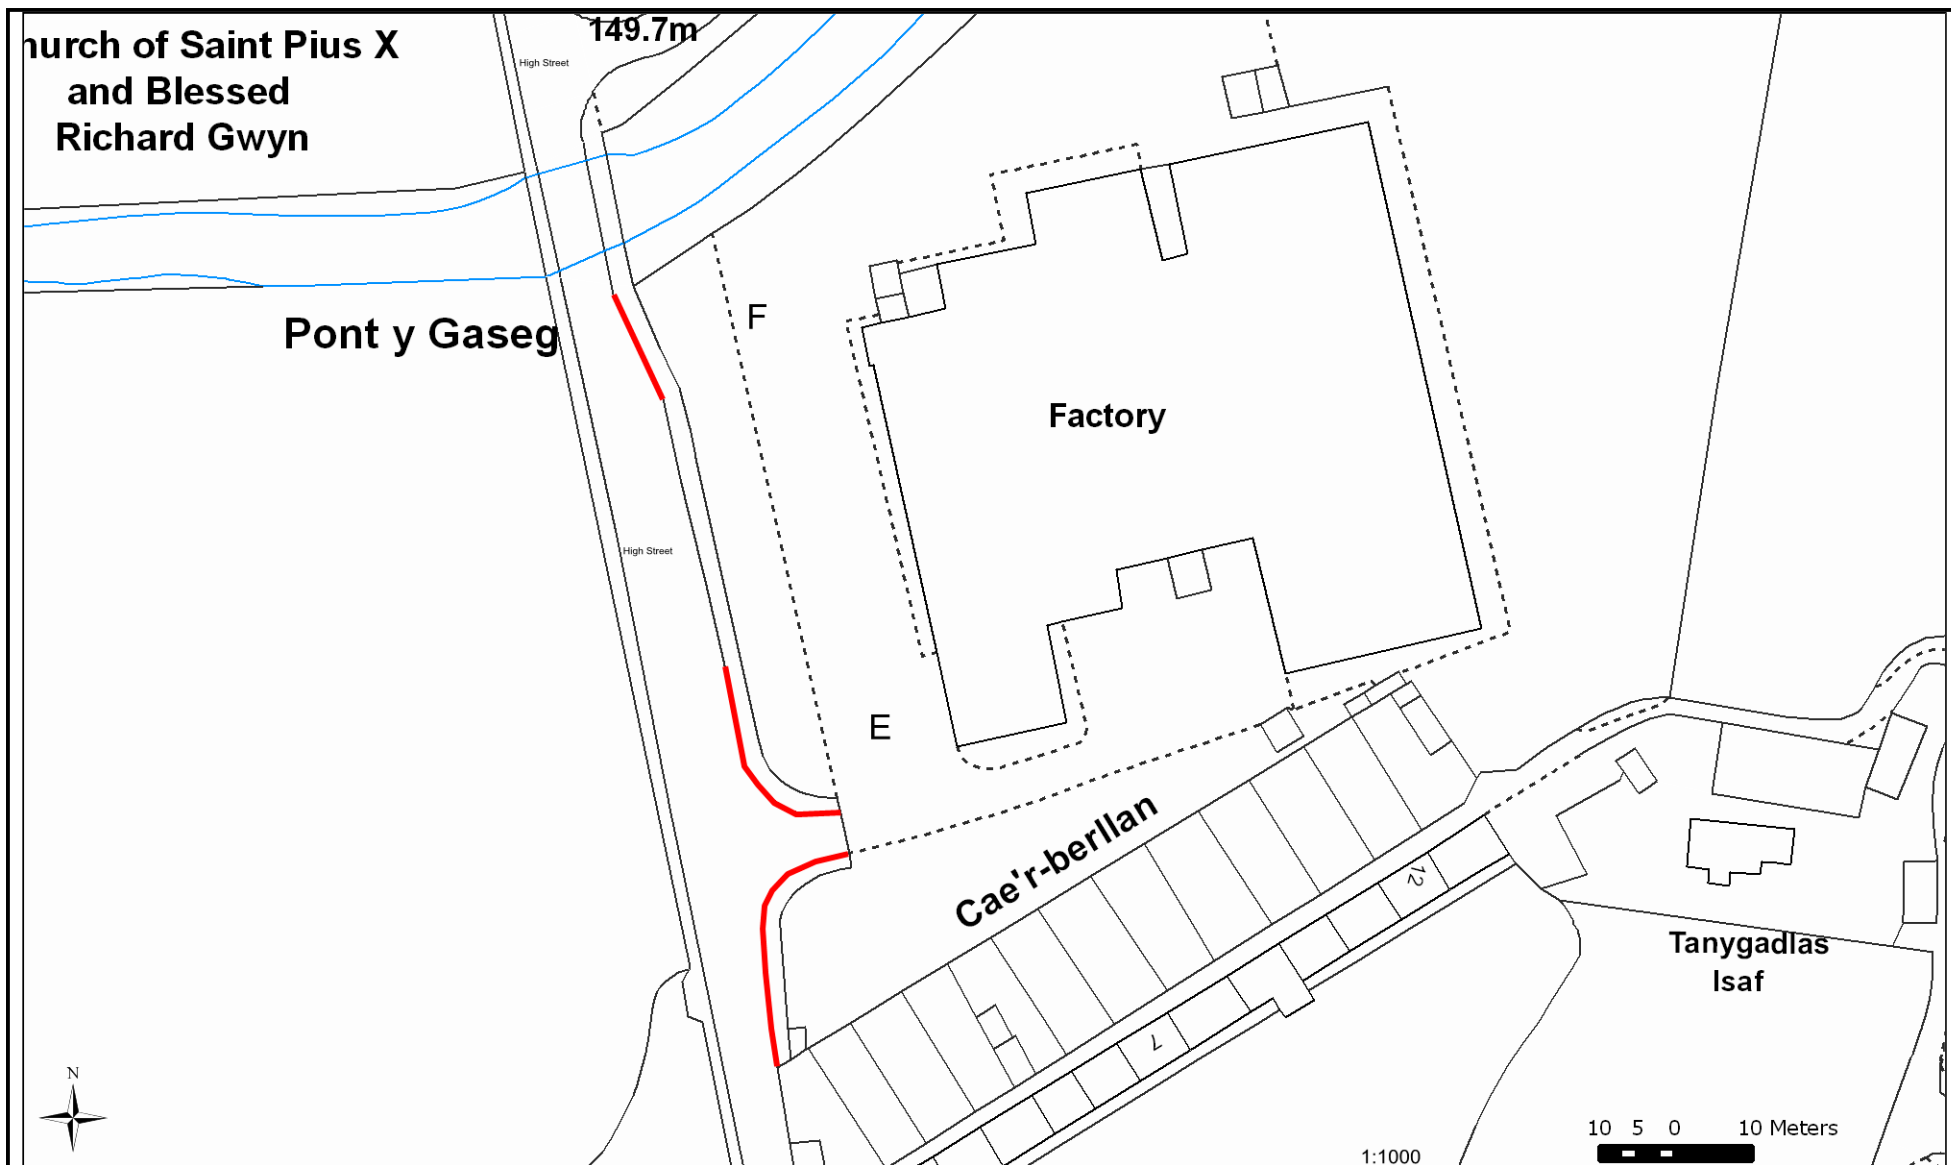 149.7m
hurch of Saint Pius X
and Blessed
Richard Gwyn
High Street
Pont y Gaseg
F
Factory
High Street
E
Cae'r-berllan
12
7
Tanygadlas
Isaf
N
10 5 0 10 Meters
1:1000